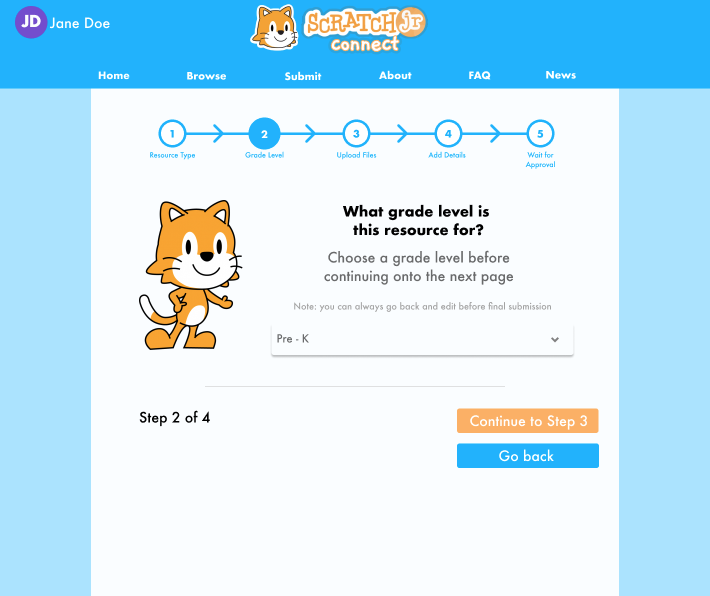 JD Jane Doe
SCRATCH jr
connect
Home Browse Submit About FAQ News
1 2 3 4 5
Resource Type Grade Level Upload Files Add Details Wait for
Approval
What grade level is
this resource for?
Choose a grade level before
continuing onto the next page
Note: you can always go back and edit before final submission
Pre - K
Step 2 of 4
Continue to Step 3
Go back